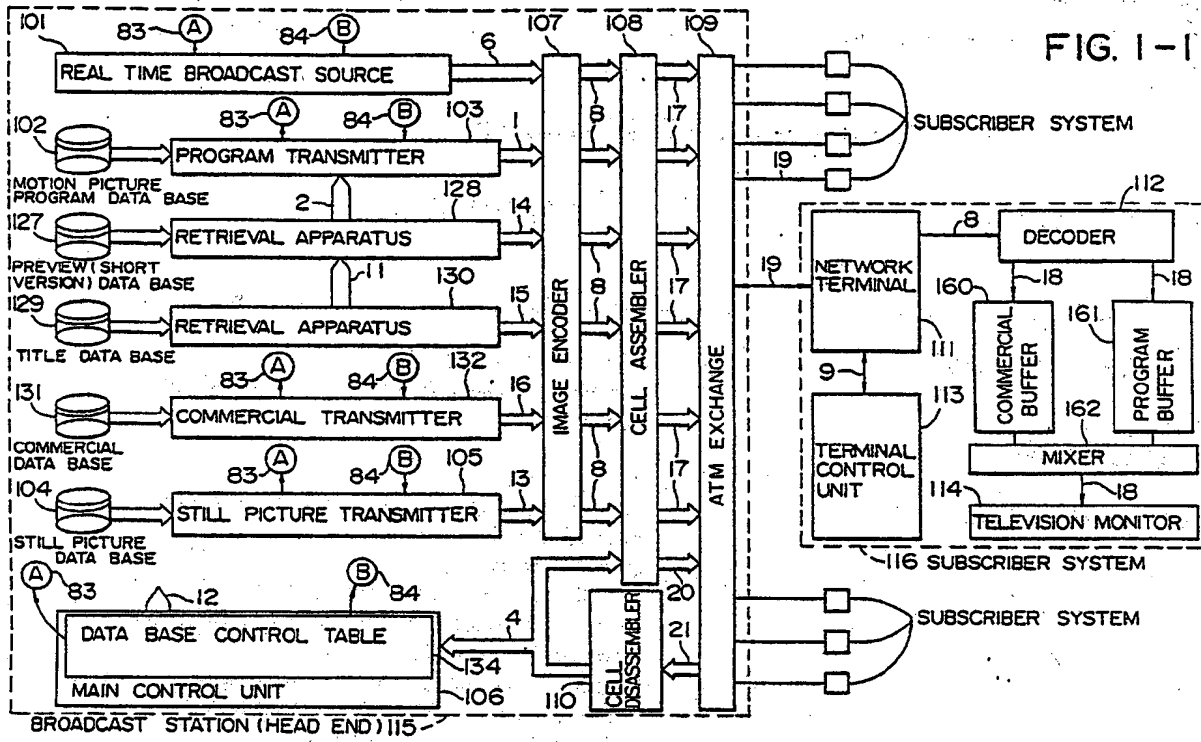 FIG. 1-1
101
83
A
84
B
6
107
108
109
REAL TIME BROADCAST SOURCE
8
17
102
83
A
84
B
103
1
PROGRAM TRANSMITTER
8
17
MOTION PICTURE
PROGRAM DATA BASE
2
128
127
RETRIEVAL APPARATUS
14
8
17
PREVIEW (SHORT
VERSION) DATA BASE
11
130
129
RETRIEVAL APPARATUS
15
8
17
TITLE DATA BASE
83
A
84
B
132
131
COMMERCIAL TRANSMITTER
16
8
17
COMMERCIAL
DATA BASE
83
A
84
B
105
104
STILL PICTURE TRANSMITTER
13
8
17
STILL PICTURE
DATA BASE
IMAGE ENCODER
CELL ASSEMBLER
ATM EXCHANGE
A
83
12
B
84
DATA BASE CONTROL TABLE
134
MAIN CONTROL UNIT
106
4
20
21
110
CELL
DISASSEMBLER
BROADCAST STATION (HEAD END) 115
SUBSCRIBER SYSTEM
19
19
112
NETWORK
TERMINAL
8
DECODER
18
18
160
161
111
COMMERCIAL
BUFFER
PROGRAM
BUFFER
9
113
162
TERMINAL
CONTROL
UNIT
MIXER
18
114
TELEVISION MONITOR
116 SUBSCRIBER SYSTEM
SUBSCRIBER SYSTEM